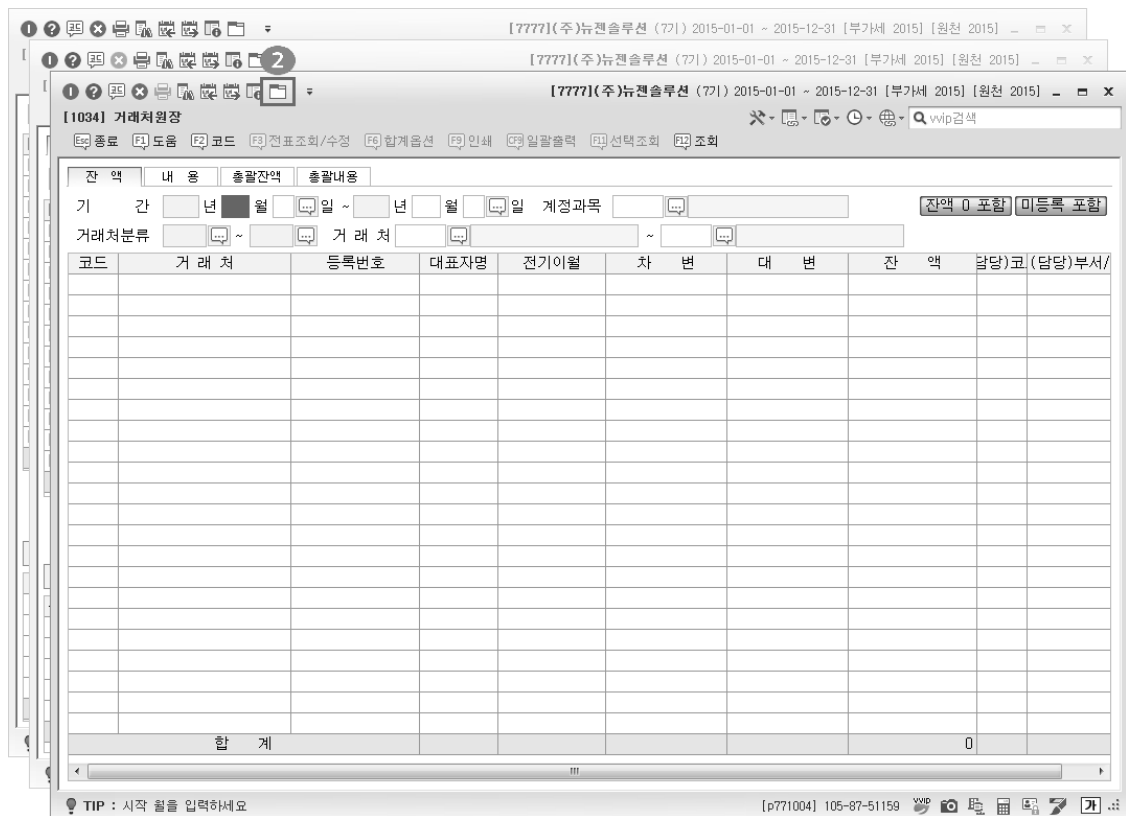 [7777](주)뉴젠솔루션 (7기) 2015-01-01 ~ 2015-12-31 [부가세 2015] [원천 2015]
[7777](주)뉴젠솔루션 (7기) 2015-01-01 ~ 2015-12-31 [부가세 2015] [원천 2015]
2
[7777](주)뉴젠솔루션 (7기) 2015-01-01 ~ 2015-12-31 [부가세 2015] [원천 2015]
[1034] 거래처원장 vvip검색
Esc 종료 F1 도움 F2 코드 F3 전표조회/수정 F6 합계옵션 F9 인쇄 CF9 일괄출력 F11 선택조회 F12 조회
잔 액 내 용 총괄잔액 총괄내용
기 간 년 월 일 ~ 년 월 일 계정과목 잔액 0 포함 미등록 포함
거래처분류 ~ 거 래 처 ~
코드 거 래 처 등록번호 대표자명 전기이월 차 변 대 변 잔 액 담당)코 (담당)부서/
합 계 0
TIP : 시작 월을 입력하세요 [p771004] 105-87-51159 VVIP 가